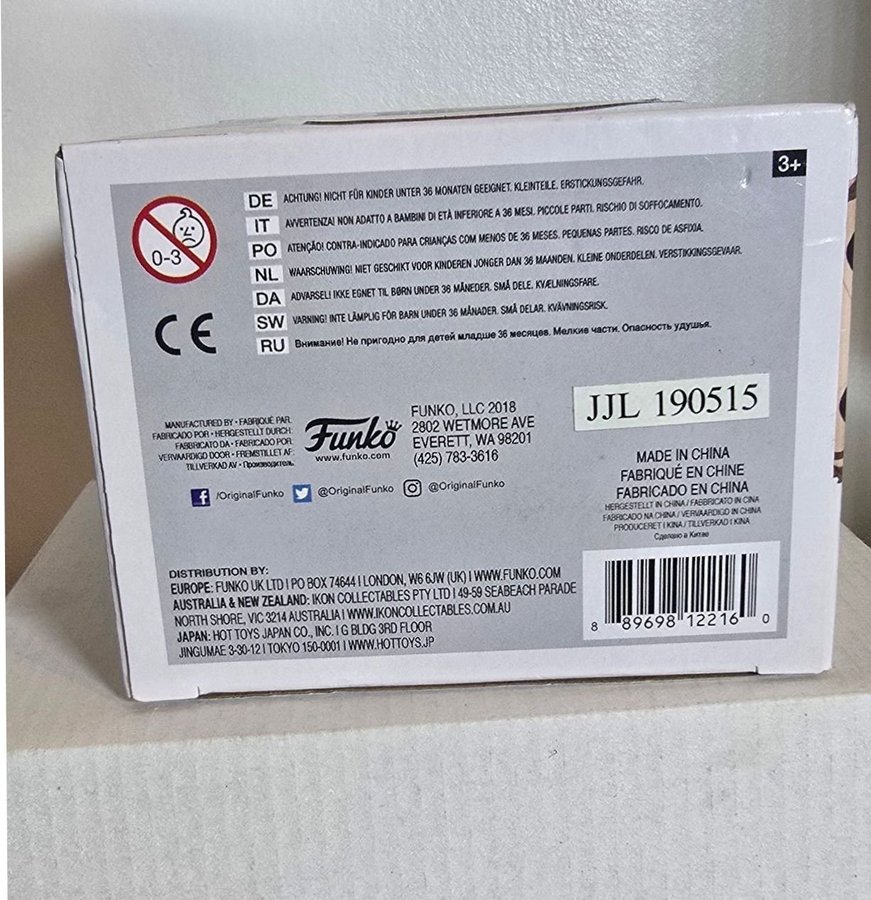 3+
0-3
DE ACHTUNG! NICHT FÜR KINDER UNTER 36 MONATEN GEEIGNET. KLEINTEILE. ERSTICKUNGSGEFAHR.
IT AVVERTENZA! NON ADATTO A BAMBINI DI ETÀ INFERIORE A 36 MESI. PICCOLE PARTI. RISCHIO DI SOFFOCAMENTO.
PO ATENÇÃO! CONTRA-INDICADO PARA CRIANÇAS COM MENOS DE 36 MESES. PEQUENAS PARTES. RISCO DE ASFIXIA.
NL WAARSCHUWING! NIET GESCHIKT VOOR KINDEREN JONGER DAN 36 MAANDEN. KLEINE ONDERDELEN. VERSTIKKINGSGEVAAR.
DA ADVARSEL! IKKE EGNET TIL BØRN UNDER 36 MÅNEDER. SMÅ DELE. KVÆLNINGSFARE.
SW VARNING! INTE LÄMPLIG FÖR BARN UNDER 36 MÅNADER. SMÅ DELAR. KVÄVNINGSRISK.
RU Внимание! Не пригодно для детей младше 36 месяцев. Мелкие части. Опасность удушья.
CE
MANUFACTURED BY • FABRIQUÉ PAR
FABRICADO POR • HERGESTELLT DURCH
FABBRICATO DA • FABRICADO POR
VERVAARDIGD DOOR • FREMSTILLET AF
TILLVERKAD AV • Производитель
Funko
www.funko.com
FUNKO, LLC 2018
2802 WETMORE AVE
EVERETT, WA 98201
(425) 783-3616
JJL 190515
/OriginalFunko @OriginalFunko @OriginalFunko
MADE IN CHINA
FABRIQUÉ EN CHINE
FABRICADO EN CHINA
HERGESTELLT IN CHINA / FABBRICATO IN CINA
FABRICADO NA CHINA / VERVAARDIGD IN CHINA
PRODUCERET I KINA / TILLVERKAD I KINA
Сделано в Китае
DISTRIBUTION BY:
EUROPE: FUNKO UK LTD | PO BOX 74644 | LONDON, W6 6JW (UK) | WWW.FUNKO.COM
AUSTRALIA & NEW ZEALAND: IKON COLLECTABLES PTY LTD | 49-59 SEABEACH PARADE
NORTH SHORE, VIC 3214 AUSTRALIA | WWW.IKONCOLLECTABLES.COM.AU
JAPAN: HOT TOYS JAPAN CO., INC. | G BLDG 3RD FLOOR
JINGUMAE 3-30-12 | TOKYO 150-0001 | WWW.HOTTOYS.JP
8 89698 12216 0